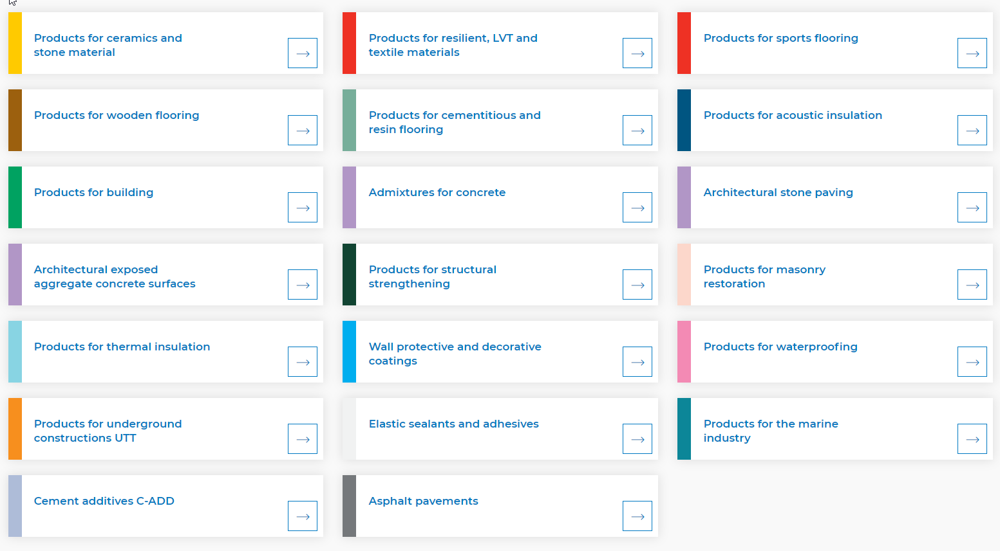 Products for ceramics and
stone material
Products for resilient, LVT and
textile materials
Products for sports flooring
Products for wooden flooring
Products for cementitious and
resin flooring
Products for acoustic insulation
Products for building
Admixtures for concrete
Architectural stone paving
Architectural exposed
aggregate concrete surfaces
Products for structural
strengthening
Products for masonry
restoration
Products for thermal insulation
Wall protective and decorative
coatings
Products for waterproofing
Products for underground
constructions UTT
Elastic sealants and adhesives
Products for the marine
industry
Cement additives C-ADD
Asphalt pavements